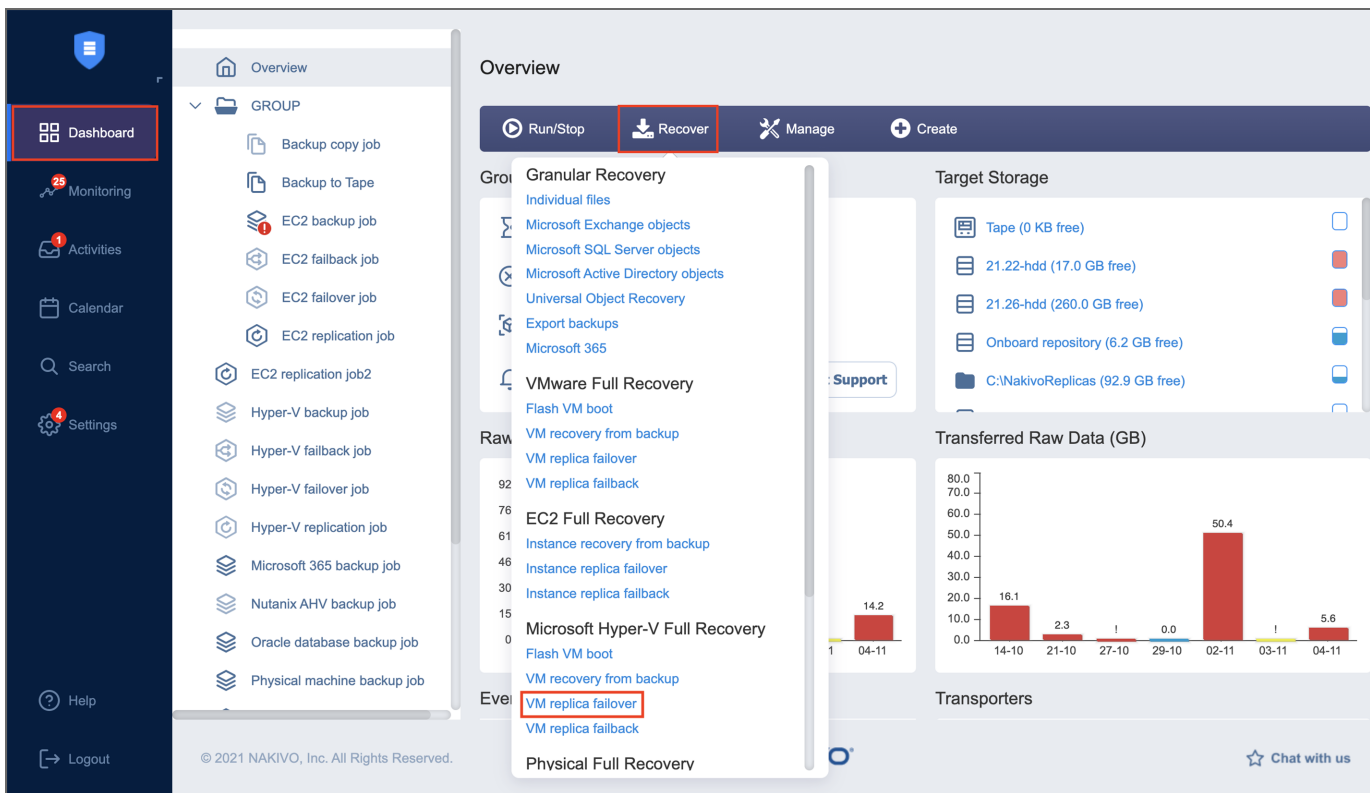 Dashboard
25
Monitoring
1
Activities
Calendar
Search
4
Settings
Help
Logout
Overview
GROUP
Backup copy job
Backup to Tape
EC2 backup job
EC2 failback job
EC2 failover job
EC2 replication job
EC2 replication job2
Hyper-V backup job
Hyper-V failback job
Hyper-V failover job
Hyper-V replication job
Microsoft 365 backup job
Nutanix AHV backup job
Oracle database backup job
Physical machine backup job
Overview
Run/Stop
Recover
Manage
Create
Grou
Granular Recovery
Individual files
Microsoft Exchange objects
Microsoft SQL Server objects
Microsoft Active Directory objects
Universal Object Recovery
Export backups
Microsoft 365
VMware Full Recovery
Flash VM boot
VM recovery from backup
VM replica failover
VM replica failback
EC2 Full Recovery
Instance recovery from backup
Instance replica failover
Instance replica failback
Microsoft Hyper-V Full Recovery
Flash VM boot
VM recovery from backup
VM replica failover
VM replica failback
Physical Full Recovery
Support
Raw
92
76
61
46
30
15
0
14.2
1
04-11
Eve
Target Storage
Tape (0 KB free)
21.22-hdd (17.0 GB free)
21.26-hdd (260.0 GB free)
Onboard repository (6.2 GB free)
C:\NakivoReplicas (92.9 GB free)
Transferred Raw Data (GB)
80.0
70.0
60.0
50.0
40.0
30.0
20.0
10.0
0.0
16.1
2.3
!
0.0
50.4
!
5.6
14-10
21-10
27-10
29-10
02-11
03-11
04-11
Transporters
© 2021 NAKIVO, Inc. All Rights Reserved.
O
Chat with us